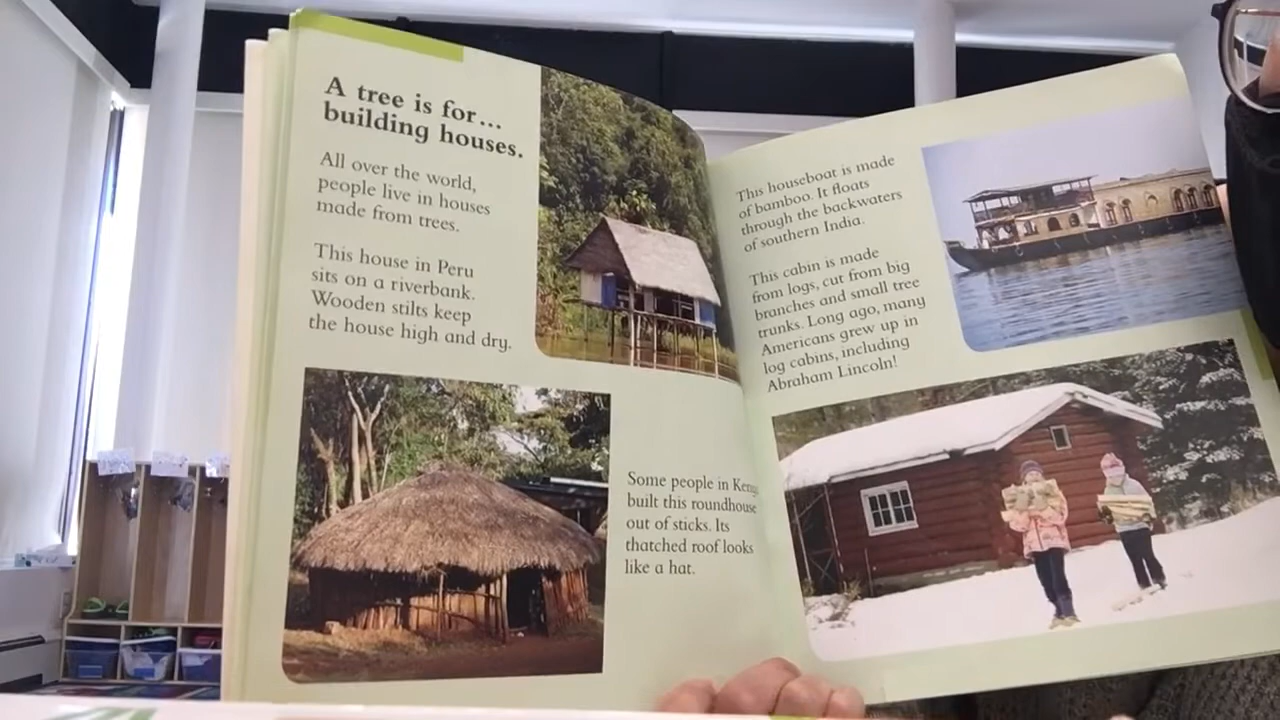 A tree is for...
building houses.
All over the world,
people live in houses
made from trees.
This house in Peru
sits on a riverbank.
Wooden stilts keep
the house high and dry.
Some people in
built this roundhouse
out of sticks. Its
thatched roof looks
like a hat.
This houseboat is made
of bamboo. It floats
through the backwaters
of southern India.
This cabin is made
from logs, cut from big
branches and small tree
trunks. Long ago, many
Americans grew up in
log cabins, including
Abraham Lincoln!